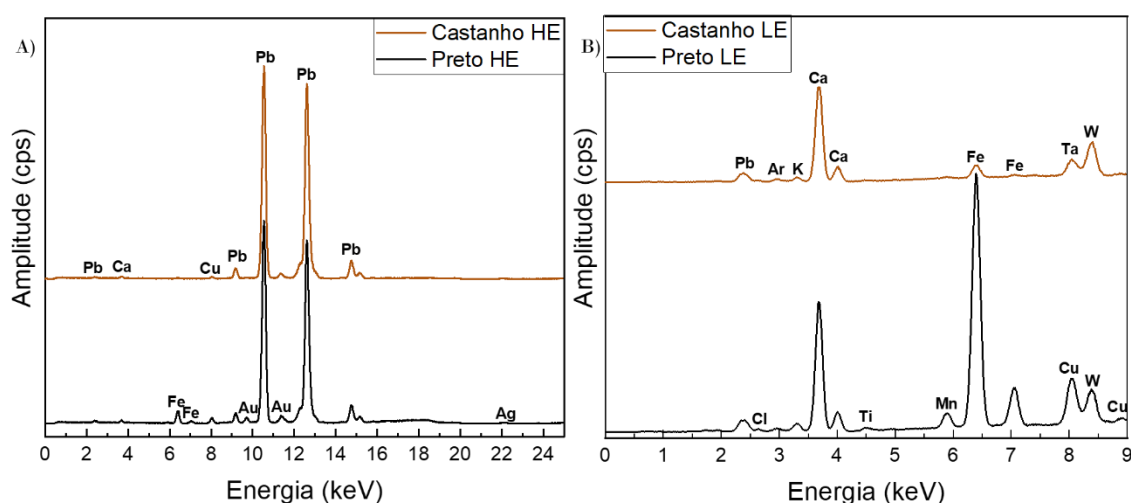 A)
Castanho HE
Preto HE
Pb
Pb
Pb
Ca
Cu
Pb
Pb
Fe
Fe
Au
Au
Ag
Amplitude (cps)
0 2 4 6 8 10 12 14 16 18 20 22 24
Energia (keV)
B)
Castanho LE
Preto LE
Ca
Pb
Ar
K
Ca
Fe
Fe
Ta
W
Cl
Ti
Mn
Cu
W
Cu
Amplitude (cps)
0 1 2 3 4 5 6 7 8 9
Energia (keV)